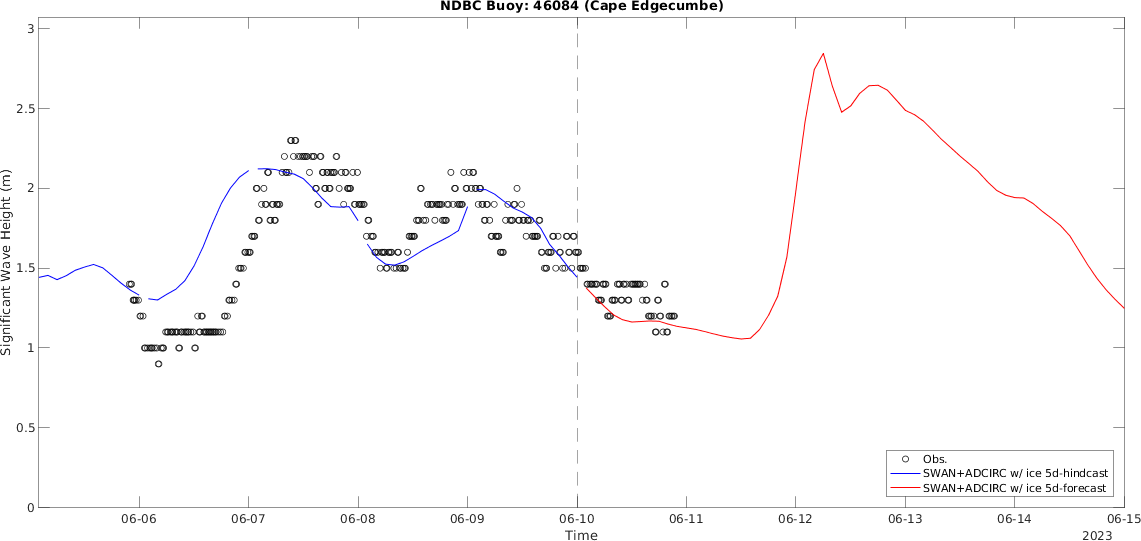 NDBC Buoy: 46084 (Cape Edgecumbe)
3
2.5
2
1.5
1
0.5
0
Significant Wave Height (m)
Obs.
SWAN+ADCIRC w/ ice 5d-hindcast
SWAN+ADCIRC w/ ice 5d-forecast
06-06 06-07 06-08 06-09 06-10 06-11 06-12 06-13 06-14 06-15
Time
2023